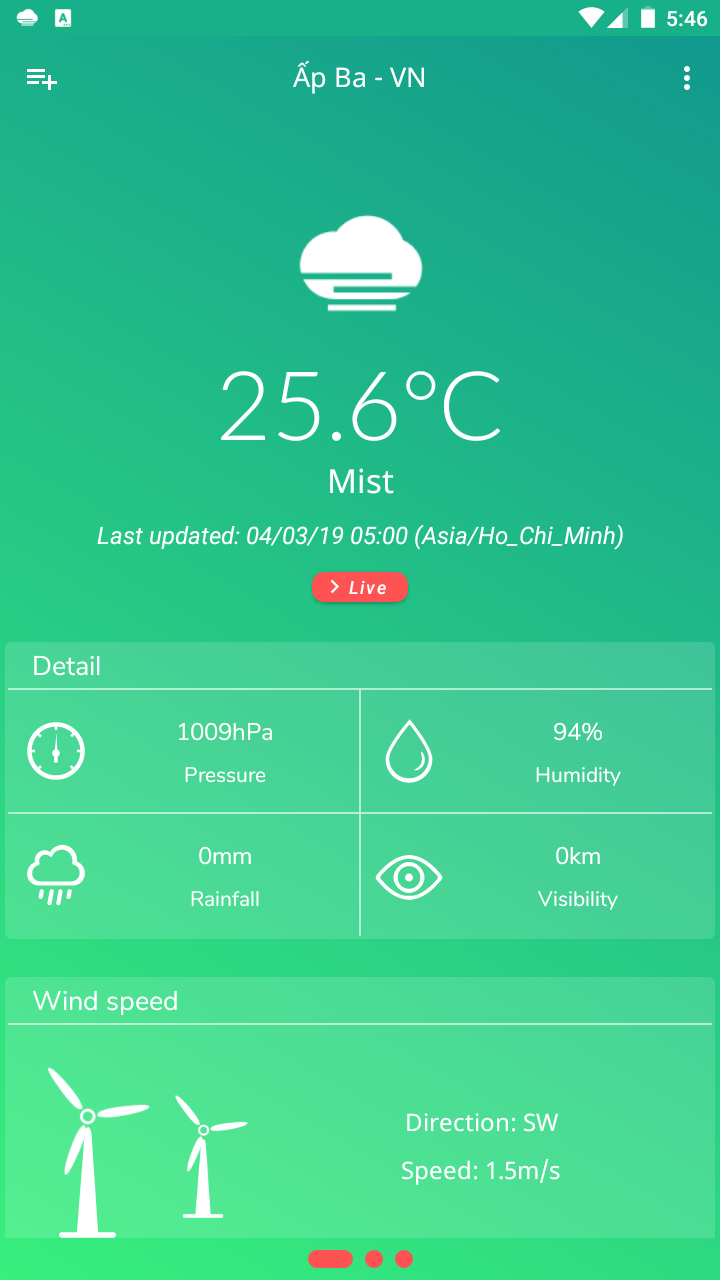 5:46
Ấp Ba - VN
25.6°C
Mist
Last updated: 04/03/19 05:00 (Asia/Ho_Chi_Minh)
Live
Detail
1009hPa
Pressure
94%
Humidity
0mm
Rainfall
0km
Visibility
Wind speed
Direction: SW
Speed: 1.5m/s